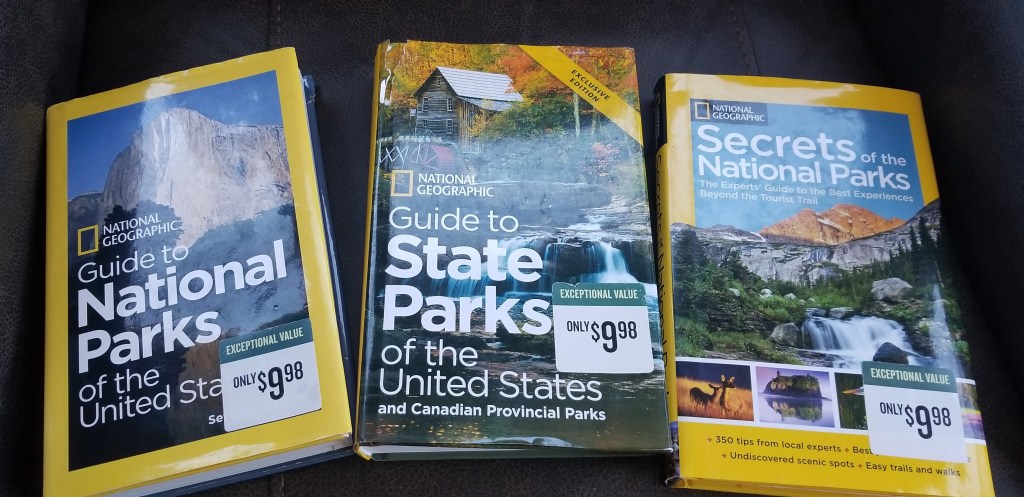 NATIONAL
GEOGRAPHIC
Guide to
National
Parks
of the
United Sta
Se
EXCEPTIONAL VALUE
ONLY $9.98
EXCLUSIVE
EDITION
NATIONAL
GEOGRAPHIC
Guide to
State
Parks
of the
United States
and Canadian Provincial Parks
EXCEPTIONAL VALUE
ONLY $9.98
NATIONAL
GEOGRAPHIC
Secrets of the
National Parks
The Experts' Guide to the Best Experiences
Beyond the Tourist Trail
EXCEPTIONAL VALUE
ONLY $9.98
+ 350 tips from local experts + Bes
+ Undiscovered scenic spots + Easy trails and walks